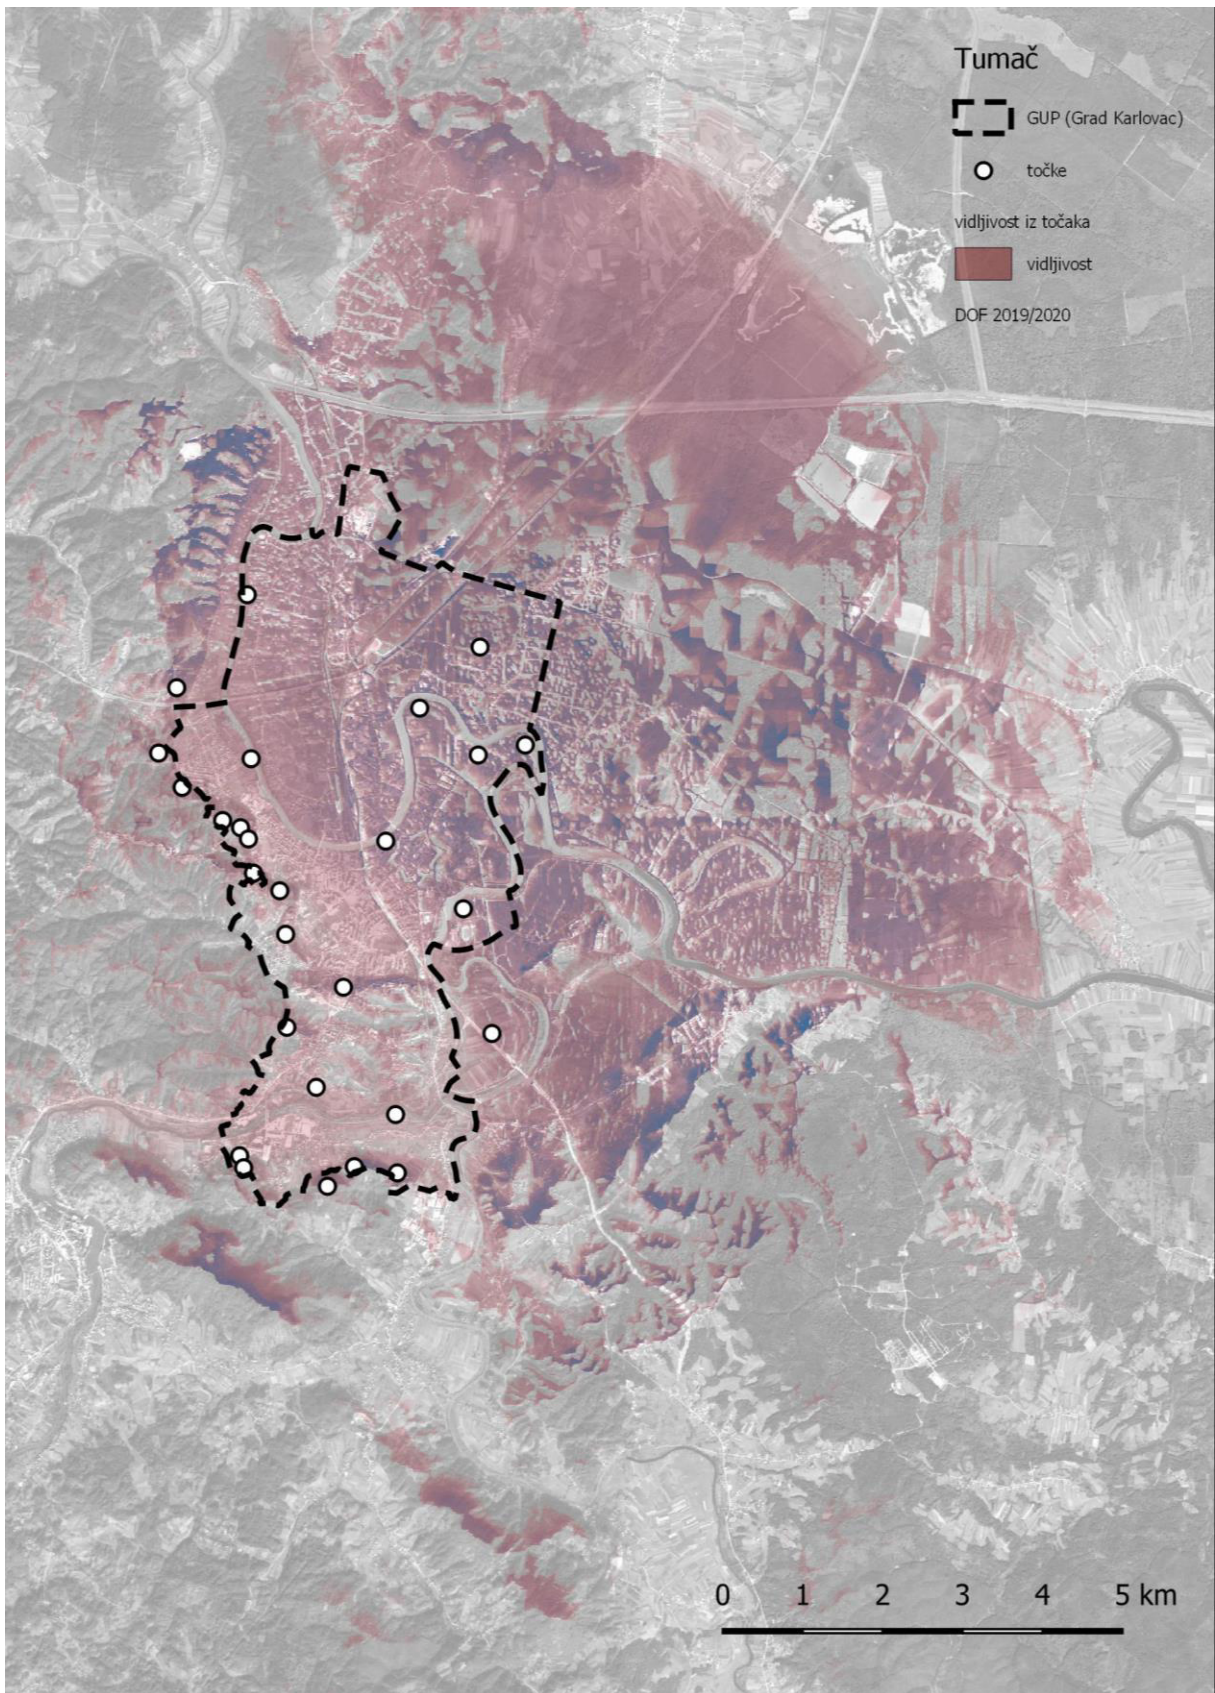 Tumač
GUP (Grad Karlovac)
točke
vidljivost iz točaka
vidljivost
DOF 2019/2020
0 1 2 3 4 5 km